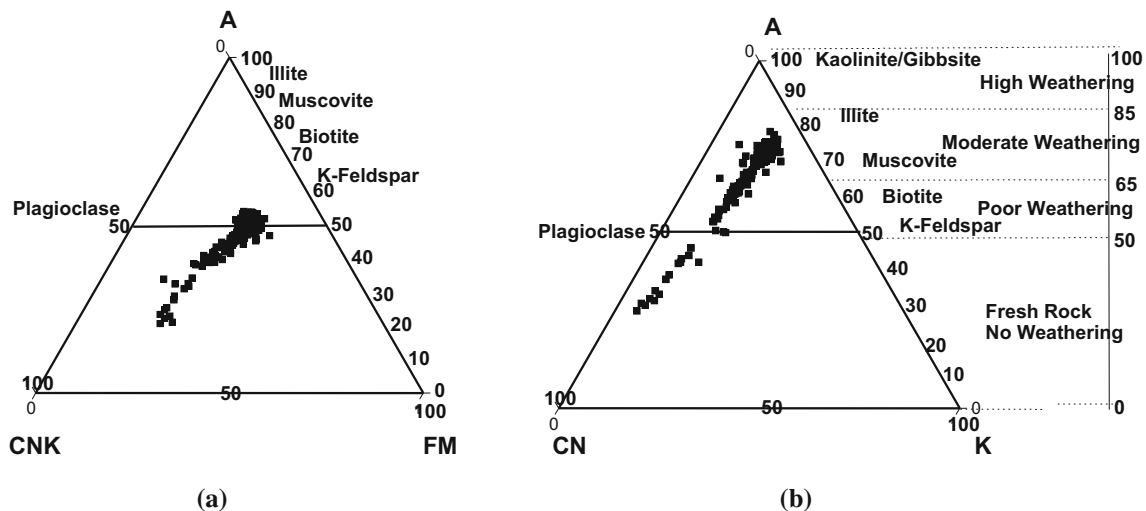 A
0
100
Illite
90
Muscovite
80
Biotite
70
K-Feldspar
60
Plagioclase
50
50
40
30
20
10
0
100
0
50
100
CNK
FM
(a)
A
0
100
Kaolinite/Gibbsite
100
High Weathering
90
85
Illite
80
Moderate Weathering
70
Muscovite
65
60
Biotite
Poor Weathering
K-Feldspar
Plagioclase
50
50
50
40
30
Fresh Rock
No Weathering
20
10
0
0
100
0
50
100
CN
K
(b)